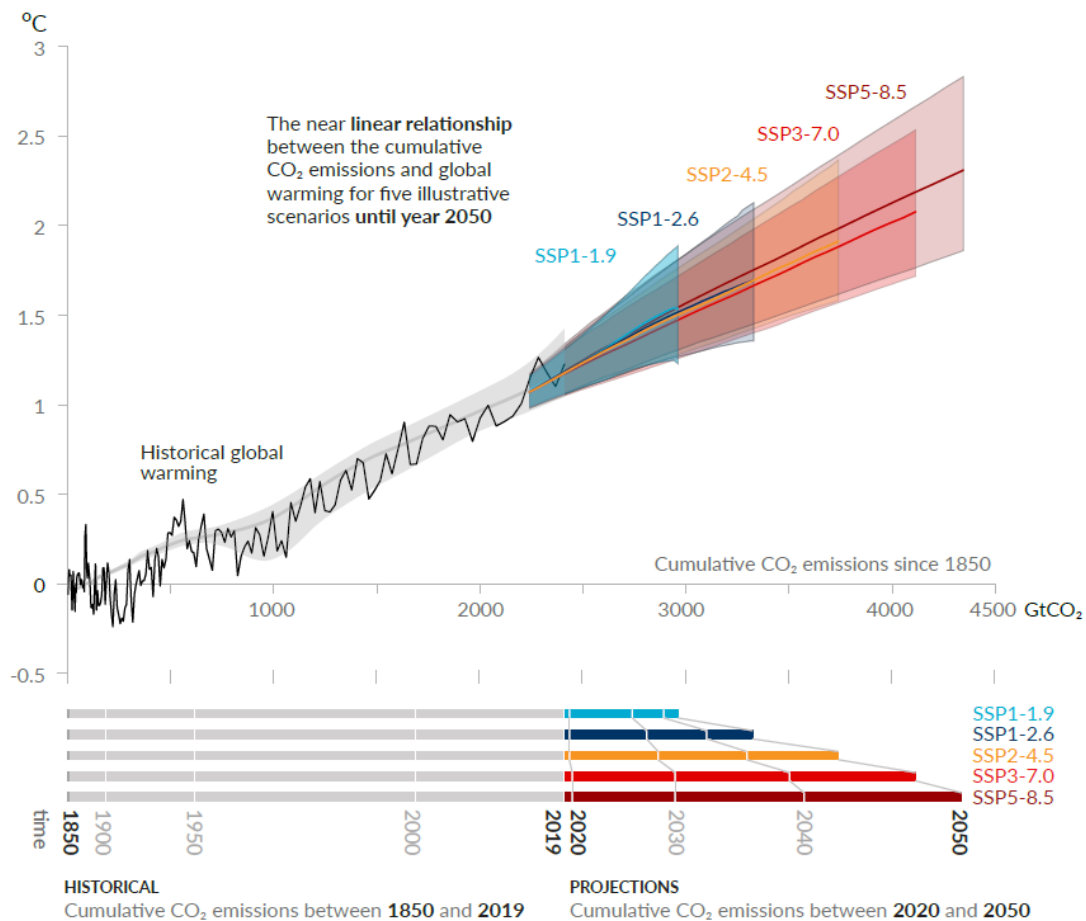 ºC
3
SSP5-8.5
The near linear relationship
between the cumulative
CO₂ emissions and global
warming for five illustrative
scenarios until year 2050
SSP3-7.0
2.5
SSP2-4.5
SSP1-2.6
2
SSP1-1.9
1.5
1
Historical global
warming
0.5
Cumulative CO₂ emissions since 1850
0
1000
2000
3000
4000
4500
GtCO₂
-0.5
SSP1-1.9
SSP1-2.6
SSP2-4.5
SSP3-7.0
SSP5-8.5
time
1850
1900
1950
2000
2019
2020
2030
2040
2050
HISTORICAL
Cumulative CO₂ emissions between 1850 and 2019
PROJECTIONS
Cumulative CO₂ emissions between 2020 and 2050